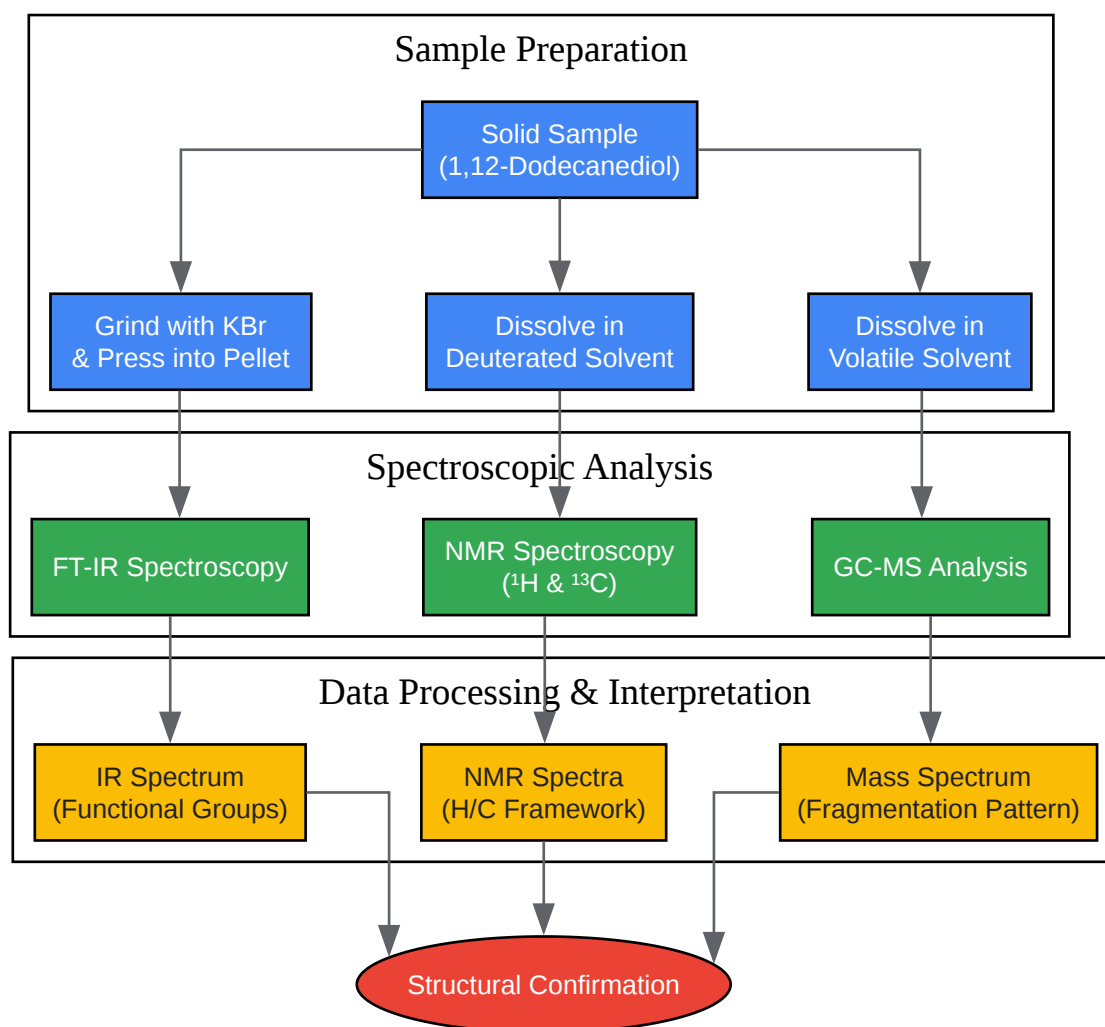 Sample Preparation
Solid Sample
(1,12-Dodecanediol)
Grind with KBr
& Press into Pellet
Dissolve in
Deuterated Solvent
Dissolve in
Volatile Solvent
Spectroscopic Analysis
FT-IR Spectroscopy
NMR Spectroscopy
(¹H & ¹³C)
GC-MS Analysis
Data Processing & Interpretation
IR Spectrum
(Functional Groups)
NMR Spectra
(H/C Framework)
Mass Spectrum
(Fragmentation Pattern)
Structural Confirmation